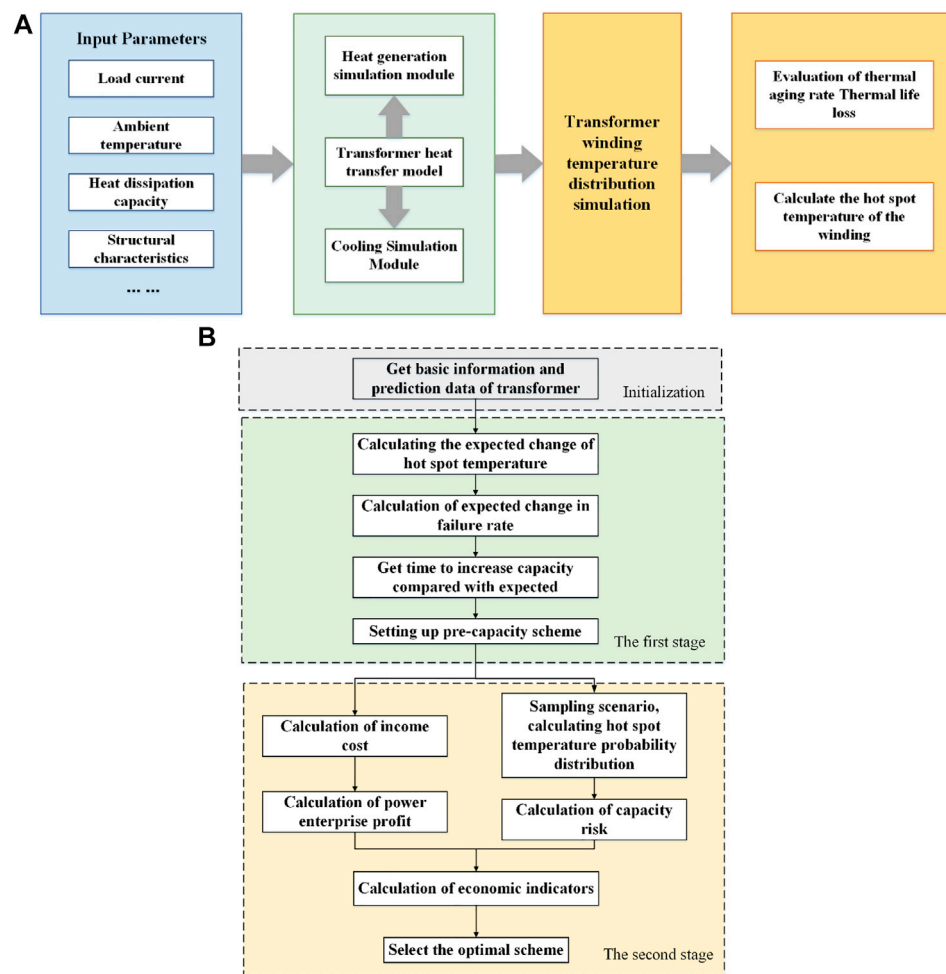 A
Input Parameters
Load current
Ambient
temperature
Heat dissipation
capacity
Structural
characteristics
... ...
Heat generation
simulation module
Transformer heat
transfer model
Cooling Simulation
Module
Transformer
winding
temperature
distribution
simulation
Evaluation of thermal
aging rate Thermal life
loss
Calculate the hot spot
temperature of the
winding
B
Get basic information and
prediction data of transformer
Initialization
Calculating the expected change of
hot spot temperature
Calculation of expected change in
failure rate
Get time to increase capacity
compared with expected
Setting up pre-capacity scheme
The first stage
Calculation of income
cost
Calculation of power
enterprise profit
Sampling scenario,
calculating hot spot
temperature probability
distribution
Calculation of capacity
risk
Calculation of economic indicators
Select the optimal scheme
The second stage